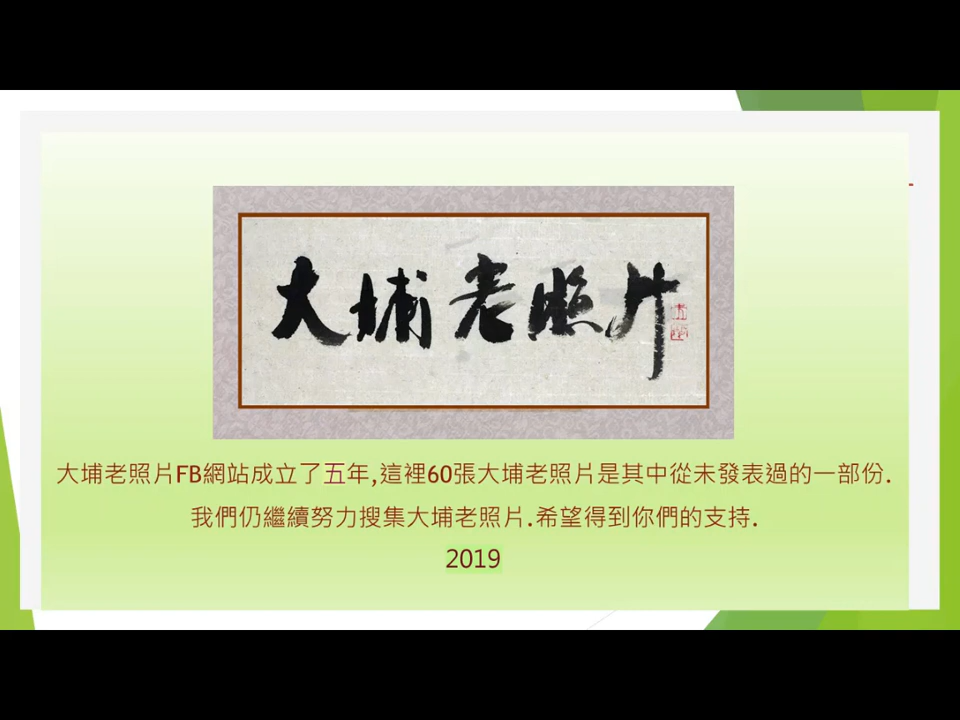 大埔老照片
大埔老照片FB網站成立了五年,這裡60張大埔老照片是其中從未發表過的一部份.
我們仍繼續努力搜集大埔老照片.希望得到你們的支持.
2019